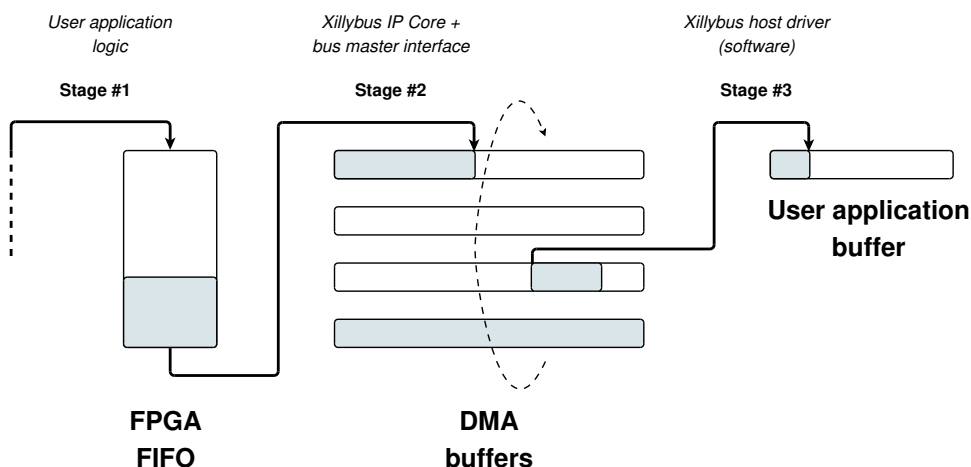 User application
logic
Stage #1
Xillybus IP Core +
bus master interface
Stage #2
Xillybus host driver
(software)
Stage #3
User application
buffer
FPGA
FIFO
DMA
buffers